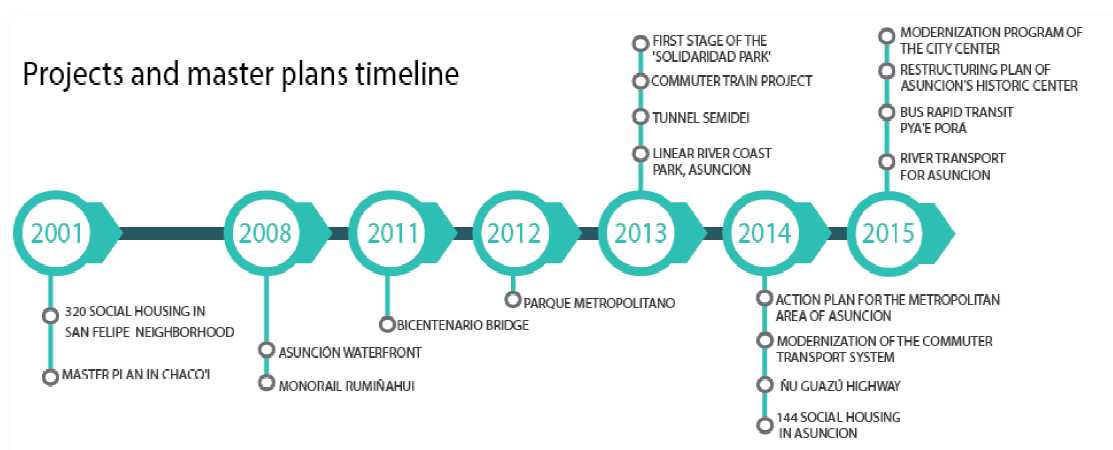 Projects and master plans timeline
FIRST STAGE OF THE
'SOLIDARIDAD PARK'
COMMUTER TRAIN PROJECT
TUNNEL SEMIDEI
LINEAR RIVER COAST
PARK, ASUNCION
MODERNIZATION PROGRAM OF
THE CITY CENTER
RESTRUCTURING PLAN OF
ASUNCION'S HISTORIC CENTER
BUS RAPID TRANSIT
PYA'E PORÁ
RIVER TRANSPORT
FOR ASUNCION
2001
2008
2011
2012
2013
2014
2015
320 SOCIAL HOUSING IN
SAN FELIPE NEIGHBORHOOD
MASTER PLAN IN CHACO'I
ASUNCIÓN WATERFRONT
MONORAIL RUMIÑAHUI
BICENTENARIO BRIDGE
PARQUE METROPOLITANO
ACTION PLAN FOR THE METROPOLITAN
AREA OF ASUNCION
MODERNIZATION OF THE COMMUTER
TRANSPORT SYSTEM
ÑU GUAZÚ HIGHWAY
144 SOCIAL HOUSING
IN ASUNCION